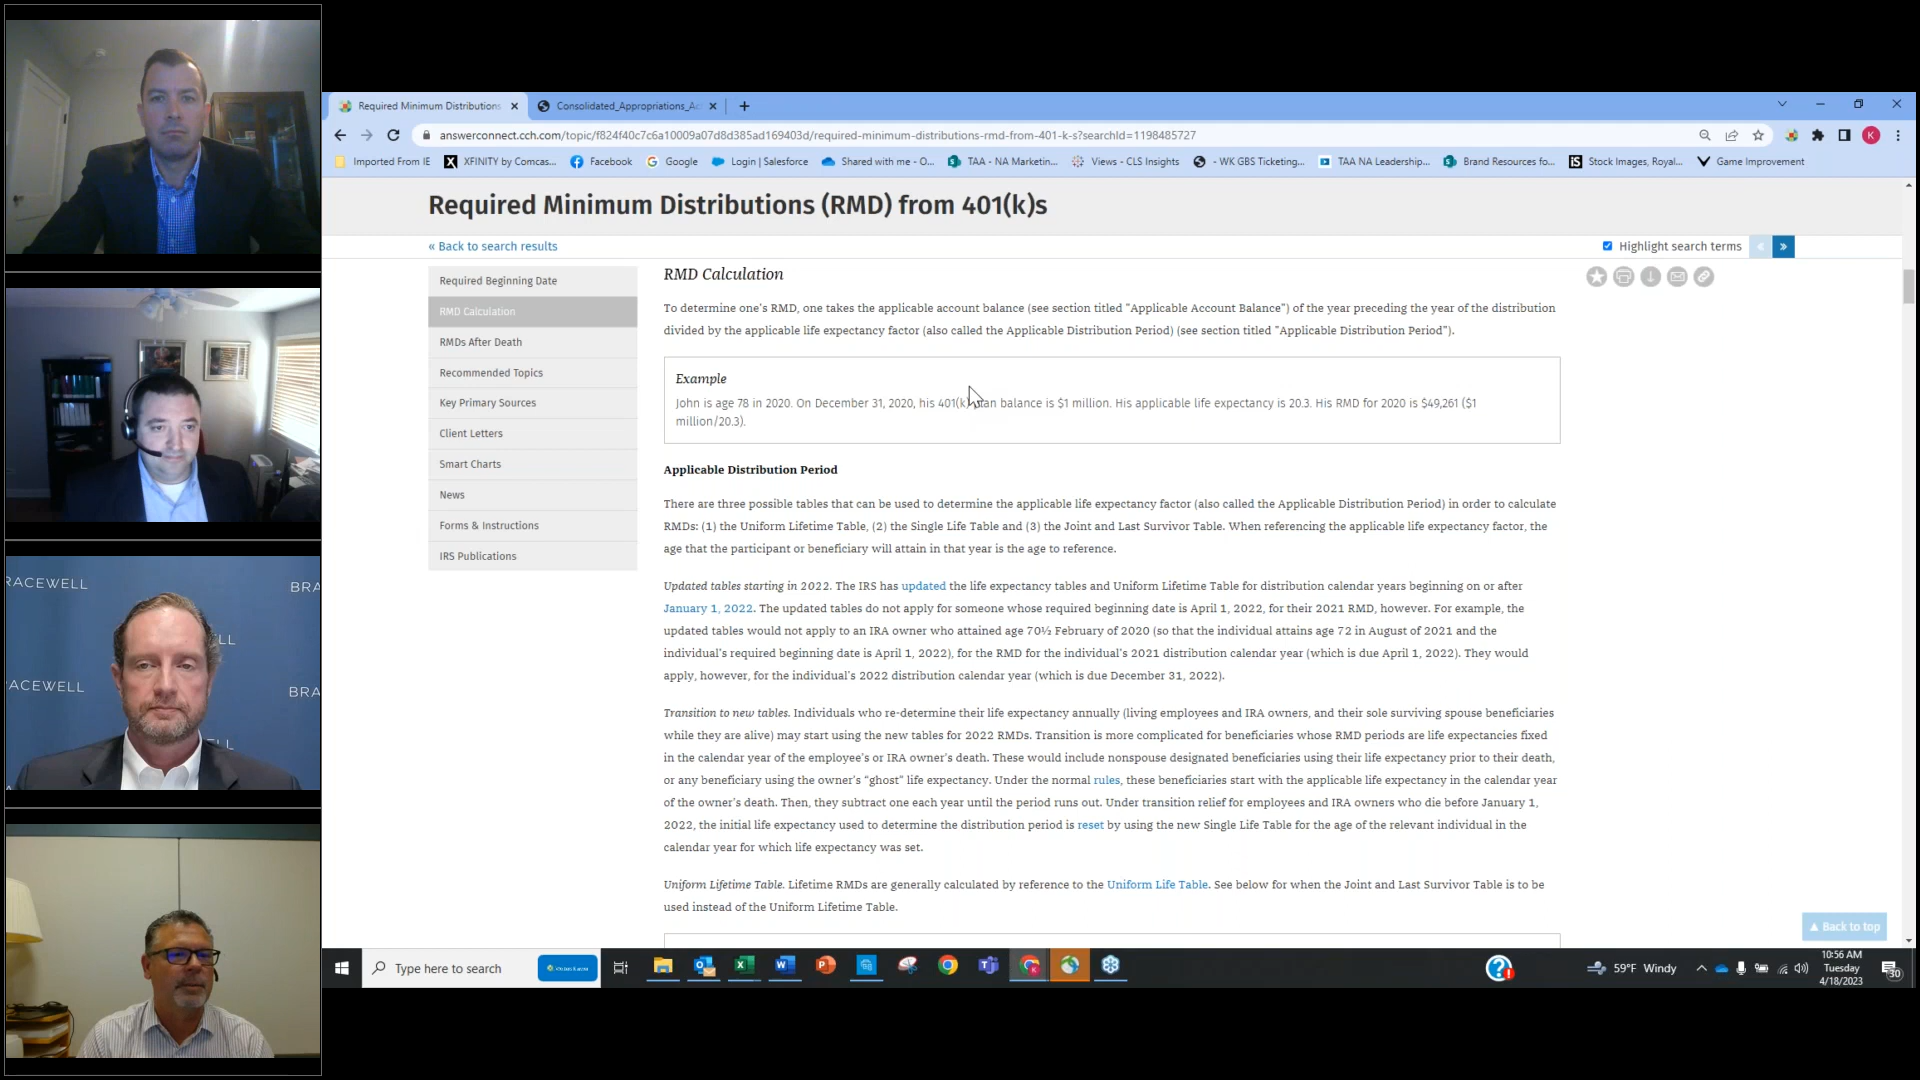 Required Minimum Distributions
Consolidated_Appropriations_Ac
answerconnect.cch.com/topic/f824f40c7c6a10009a07d8d385ad169403d/required-minimum-distributions-rmd-from-401-k-s?searchId=1198485727
Imported From IE
XFINITY by Comcas...
Facebook
Google
Login | Salesforce
Shared with me - O...
TAA - NA Marketin...
Views - CLS Insights
- WK GBS Ticketing...
TAA NA Leadership...
Brand Resources fo...
Stock Images, Royal...
Game Improvement
Required Minimum Distributions (RMD) from 401(k)s
« Back to search results
Highlight search terms
Required Beginning Date
RMD Calculation
RMDs After Death
Recommended Topics
Key Primary Sources
Client Letters
Smart Charts
News
Forms & Instructions
IRS Publications
RMD Calculation
To determine one's RMD, one takes the applicable account balance (see section titled "Applicable Account Balance") of the year preceding the year of the distribution
divided by the applicable life expectancy factor (also called the Applicable Distribution Period) (see section titled "Applicable Distribution Period").
Example
John is age 78 in 2020. On December 31, 2020, his 401(k) balance is $1 million. His applicable life expectancy is 20.3. His RMD for 2020 is $49,261 ($1
million/20.3).
Applicable Distribution Period
There are three possible tables that can be used to determine the applicable life expectancy factor (also called the Applicable Distribution Period) in order to calculate
RMDs: (1) the Uniform Lifetime Table, (2) the Single Life Table and (3) the Joint and Last Survivor Table. When referencing the applicable life expectancy factor, the
age that the participant or beneficiary will attain in that year is the age to reference.
Updated tables starting in 2022. The IRS has updated the life expectancy tables and Uniform Lifetime Table for distribution calendar years beginning on or after
January 1, 2022. The updated tables do not apply for someone whose required beginning date is April 1, 2022, for their 2021 RMD, however. For example, the
updated tables would not apply to an IRA owner who attained age 70½ February of 2020 (so that the individual attains age 72 in August of 2021 and the
individual's required beginning date is April 1, 2022), for the RMD for the individual's 2021 distribution calendar year (which is due April 1, 2022). They would
apply, however, for the individual's 2022 distribution calendar year (which is due December 31, 2022).
Transition to new tables. Individuals who re-determine their life expectancy annually (living employees and IRA owners, and their sole surviving spouse beneficiaries
while they are alive) may start using the new tables for 2022 RMDs. Transition is more complicated for beneficiaries whose RMD periods are life expectancies fixed
in the calendar year of the employee's or IRA owner's death. These would include nonspouse designated beneficiaries using their life expectancy prior to their death,
or any beneficiary using the owner's "ghost" life expectancy. Under the normal rules, these beneficiaries start with the applicable life expectancy in the calendar year
of the owner's death. Then, they subtract one each year until the period runs out. Under transition relief for employees and IRA owners who die before January 1,
2022, the initial life expectancy used to determine the distribution period is reset by using the new Single Life Table for the age of the relevant individual in the
calendar year for which life expectancy was set.
Uniform Lifetime Table. Lifetime RMDs are generally calculated by reference to the Uniform Life Table. See below for when the Joint and Last Survivor Table is to be
used instead of the Uniform Lifetime Table.
Back to top
RACEWELL
BRA
LL
ACEWELL
BRA
LL
Type here to search
59°F Windy
10:56 AM
Tuesday
4/18/2023
30